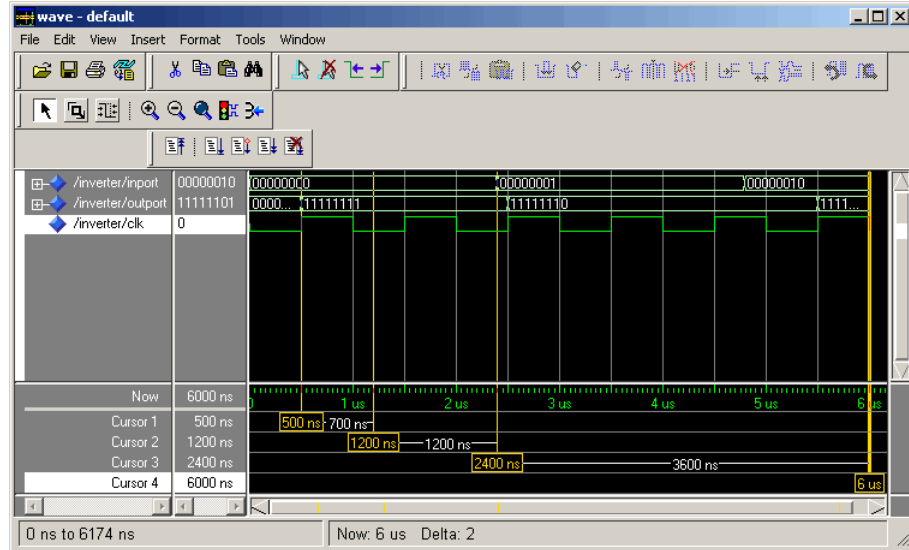 wave - default
File Edit View Insert Format Tools Window
/inverter/inport 00000010 00000000 00000001 00000010
/inverter/outport 11111101 0000... 11111111 11111110 1111...
/inverter/clk 0
Now 6000 ns 1 us 2 us 3 us 4 us 5 us 6 us
Cursor 1 500 ns 500 ns 700 ns
Cursor 2 1200 ns 1200 ns 1200 ns
Cursor 3 2400 ns 2400 ns 3600 ns
Cursor 4 6000 ns 6 us
0 ns to 6174 ns Now: 6 us Delta: 2